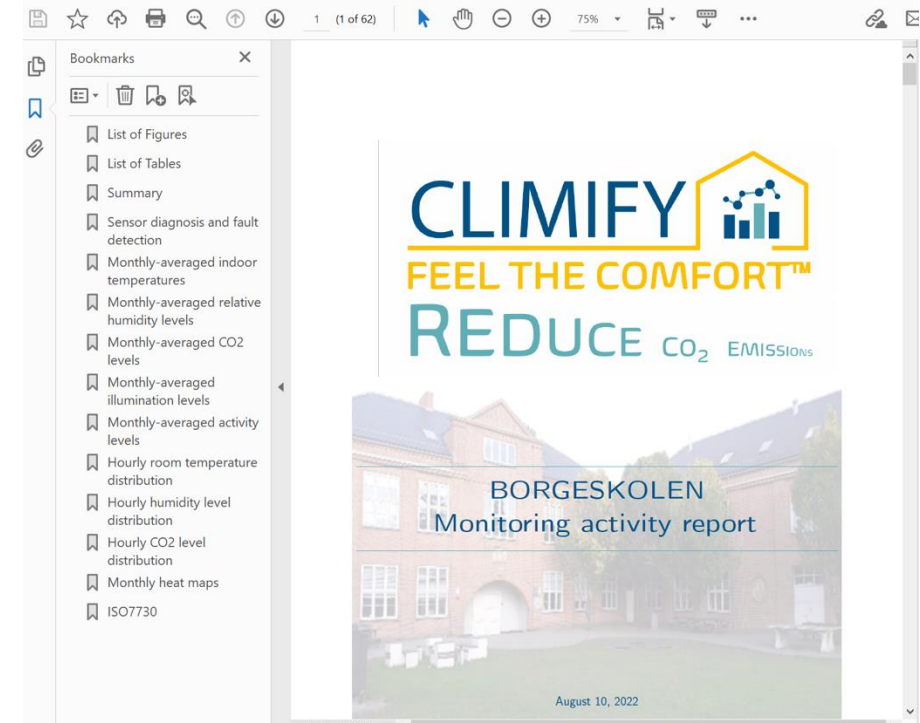 1 (1 of 62) 75%
Bookmarks
List of Figures
List of Tables
Summary
Sensor diagnosis and fault
detection
Monthly-averaged indoor
temperatures
Monthly-averaged relative
humidity levels
Monthly-averaged CO2
levels
Monthly-averaged
illumination levels
Monthly-averaged activity
levels
Hourly room temperature
distribution
Hourly humidity level
distribution
Hourly CO2 level
distribution
Monthly heat maps
ISO7730
CLIMIFY
FEEL THE COMFORT™
REDUCE CO₂ EMISSIONS
BORGESKOLEN
Monitoring activity report
August 10, 2022